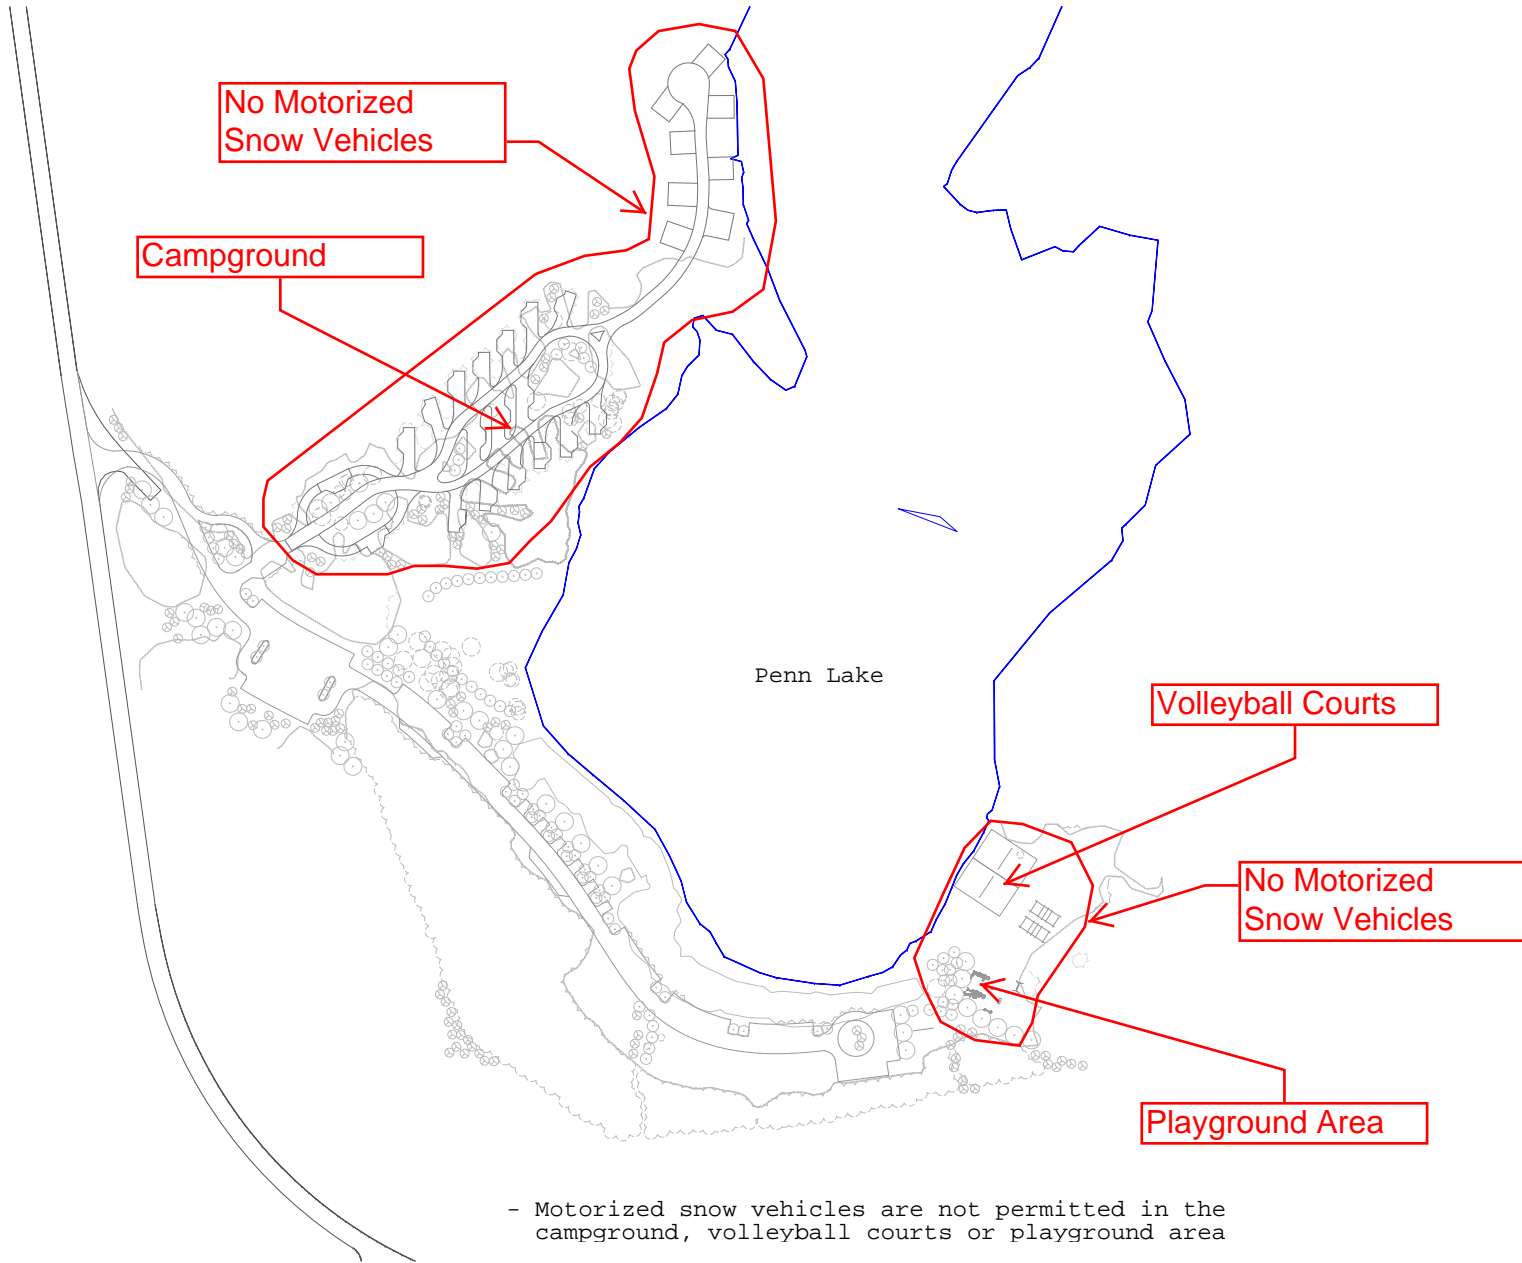 No Motorized
Snow Vehicles
Campground
Penn Lake
Volleyball Courts
No Motorized
Snow Vehicles
Playground Area
- Motorized snow vehicles are not permitted in the
campground, volleyball courts or playground area